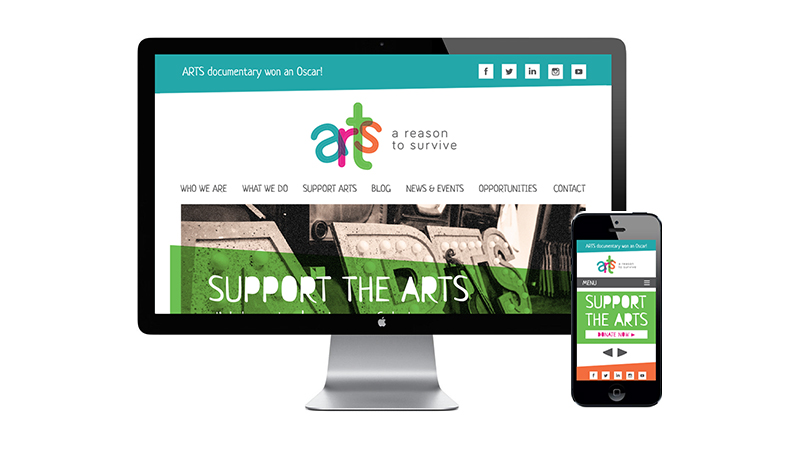 ARTS documentary won an Oscar!
arts
a reason
to survive
WHO WE ARE WHAT WE DO SUPPORT ARTS BLOG NEWS & EVENTS OPPORTUNITIES CONTACT
SUPPORT THE ARTS
ARTS documentary won an Oscar!
arts
a reason
to survive
MENU
SUPPORT
THE ARTS
DONATE NOW